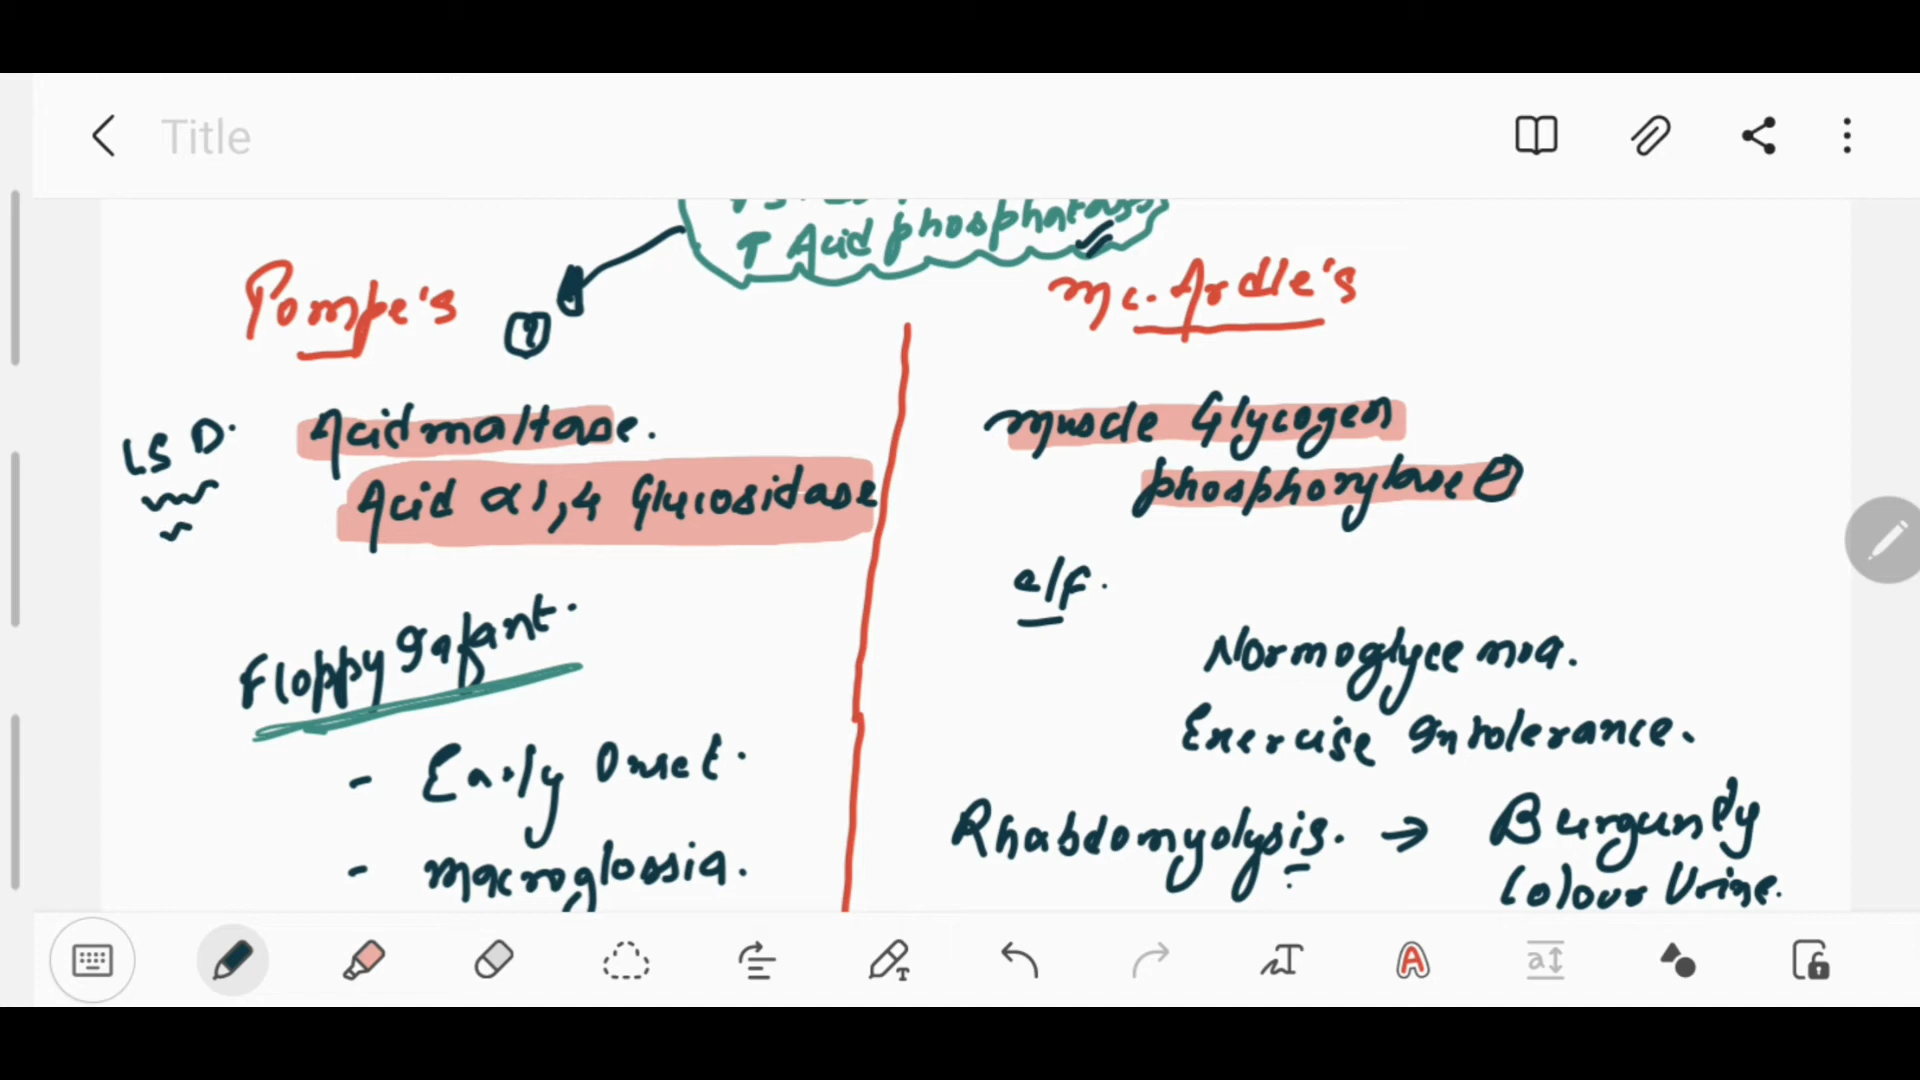 Title
↑ Acid phosphatase
Pompe's
Mc. Ardle's
LSD.
Acid maltase.
Acid α 1,4 Glucosidase
Muscle Glycogen
phosphorylase
c/f.
Floppy Infant.
Normoglycemia.
Exercise Intolerance.
- Early Onset.
- Macroglossia.
Rhabdomyolysis. → Burgundy
Colour Urine.